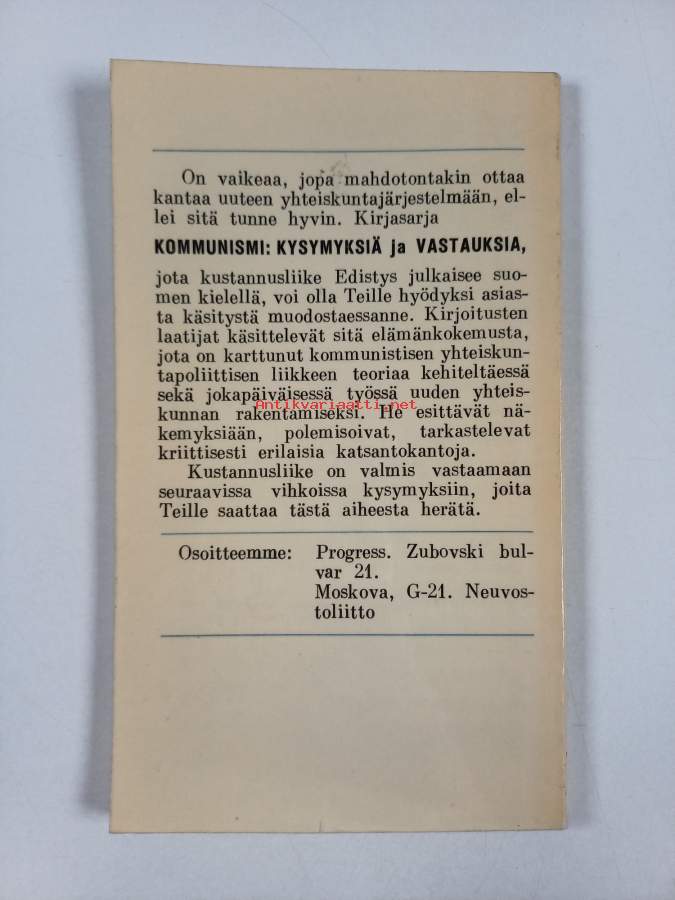 On vaikeaa, jopa mahdotontakin ottaa
kantaa uuteen yhteiskuntajärjestelmään, el-
lei sitä tunne hyvin. Kirjasarja
KOMMUNISMI: KYSYMYKSIÄ ja VASTAUKSIA,
jota kustannusliike Edistys julkaisee suo-
men kielellä, voi olla Teille hyödyksi asias-
ta käsitystä muodostaessanne. Kirjoitusten
laatijat käsittelevät sitä elämänkokemusta,
jota on karttunut kommunistisen yhteiskun-
tapoliittisen liikkeen teoriaa kehiteltäessä
sekä jokapäiväisessä työssä uuden yhteis-
kunnan rakentamiseksi. He esittävät nä-
Antikvariaatti.net
kemyksiään, polemisoivat, tarkastelevat
kriittisesti erilaisia katsantokantoja.
Kustannusliike on valmis vastaamaan
seuraavissa vihkoissa kysymyksiin, joita
Teille saattaa tästä aiheesta herätä.
Osoitteemme: Progress. Zubovski bul-
var 21.
Moskova, G-21. Neuvos-
toliitto